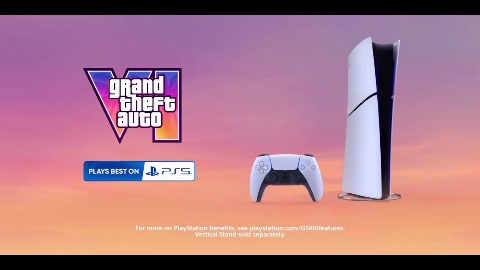 VI
grand
theft
auto
PLAYS BEST ON PS5
For more on PlayStation benefits, see playstation.com/GTAVIfeatures.
Vertical Stand sold separately.